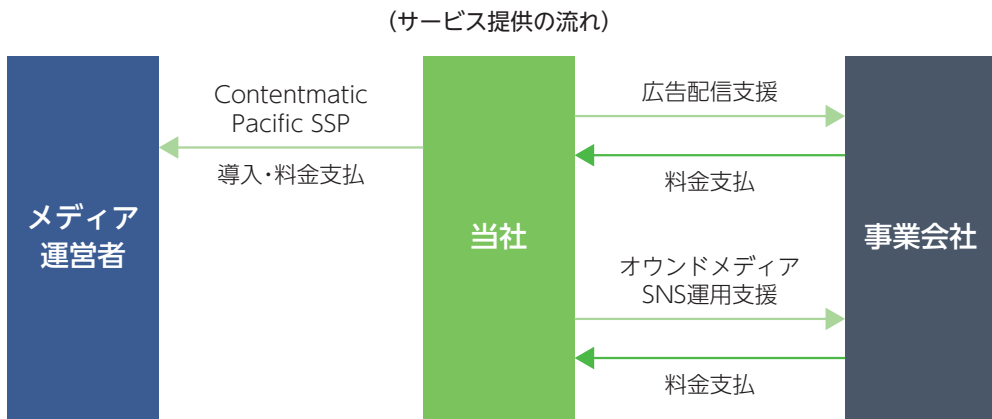 (サービス提供の流れ)
メディア
運営者
Contentmatic
Pacific SSP
導入・料金支払
当社
広告配信支援
料金支払
オウンドメディア
SNS運用支援
料金支払
事業会社